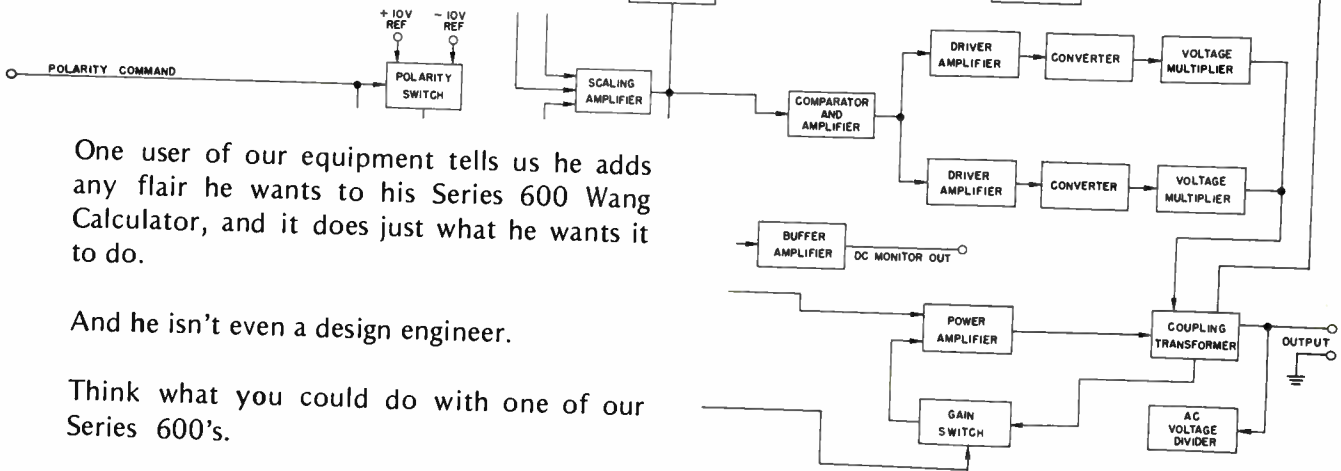 + 10V
REF
- 10V
REF
POLARITY COMMAND
POLARITY
SWITCH
SCALING
AMPLIFIER
COMPARATOR
AND
AMPLIFIER
DRIVER
AMPLIFIER
CONVERTER
VOLTAGE
MULTIPLIER
DRIVER
AMPLIFIER
CONVERTER
VOLTAGE
MULTIPLIER
BUFFER
AMPLIFIER
DC MONITOR OUT
POWER
AMPLIFIER
COUPLING
TRANSFORMER
OUTPUT
GAIN
SWITCH
AC
VOLTAGE
DIVIDER
One user of our equipment tells us he adds
any flair he wants to his Series 600 Wang
Calculator, and it does just what he wants it
to do.
And he isn't even a design engineer.
Think what you could do with one of our
Series 600's.